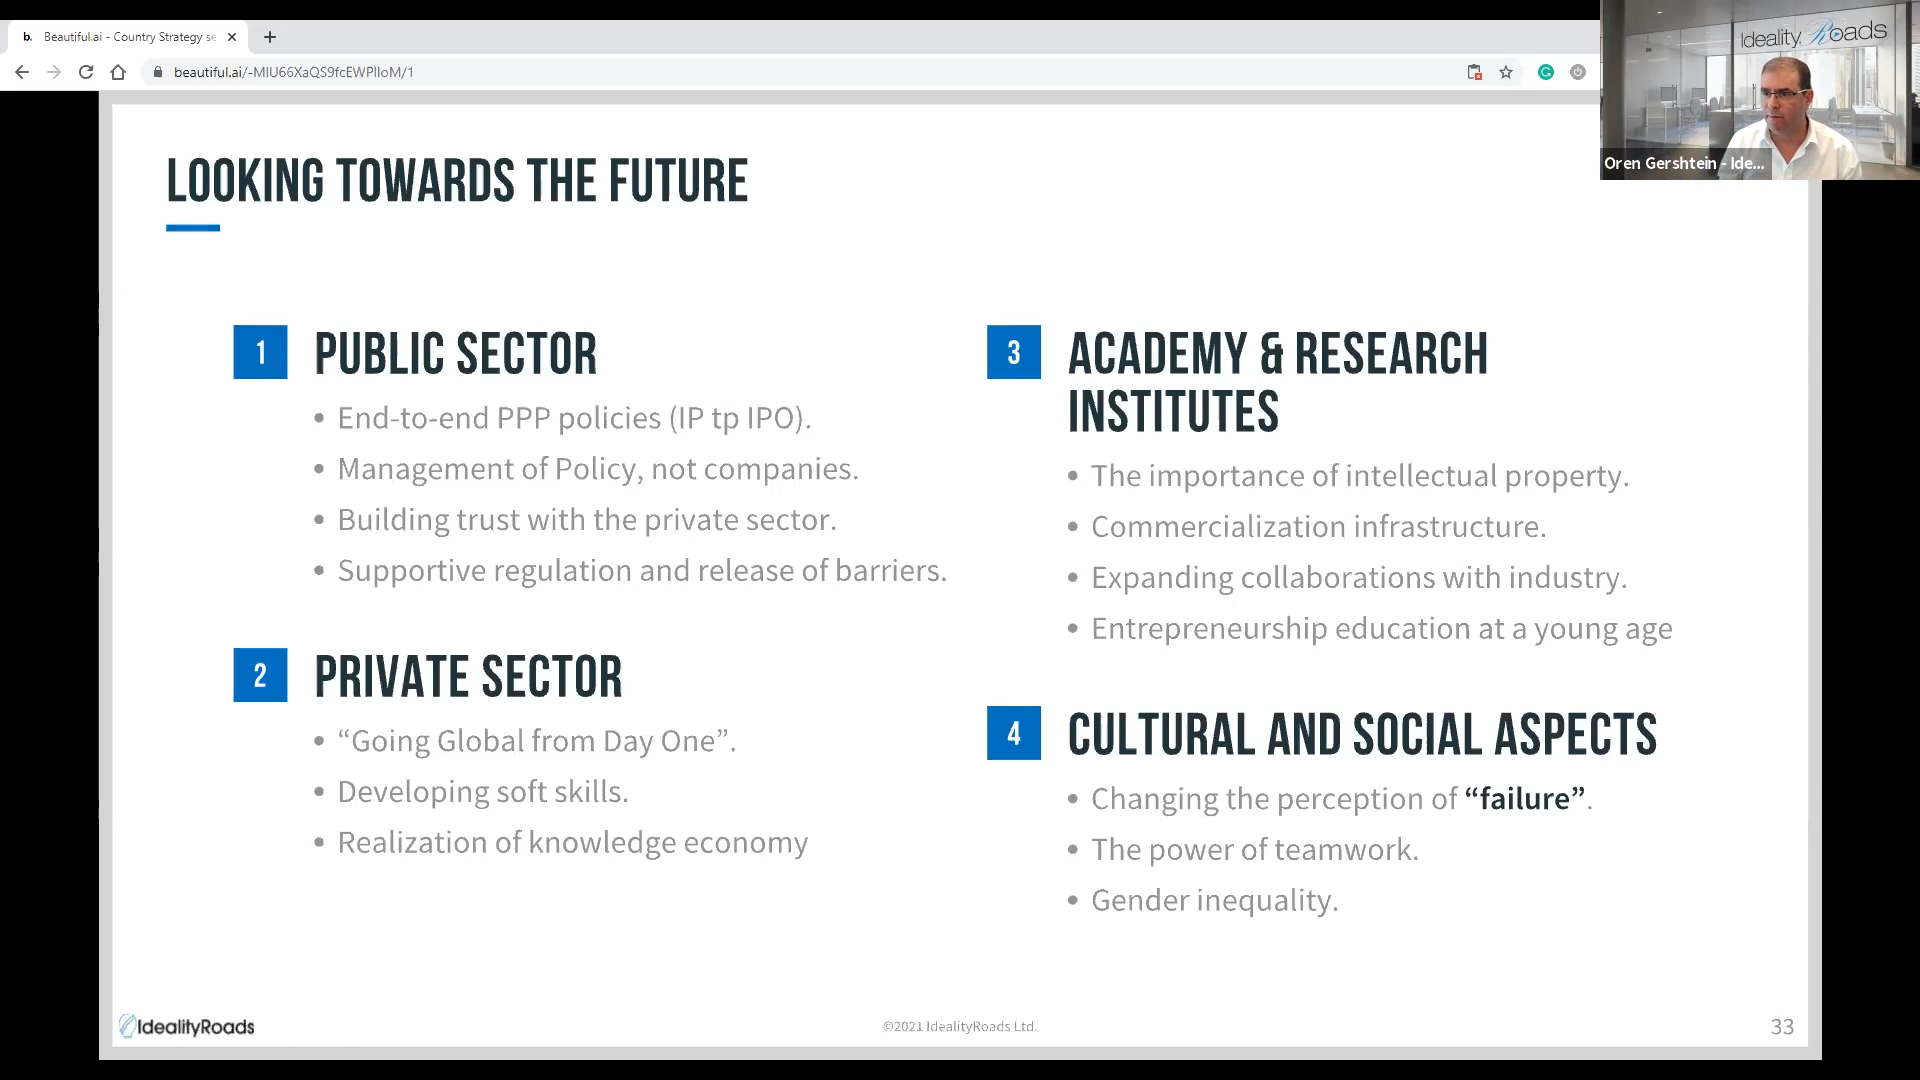 Beautiful.ai - Country Strategy se
beautiful.ai/-MIU66XaQS9fcEWPIIoM/1
Ideality. Roads
Oren Gershtein - Ide...
LOOKING TOWARDS THE FUTURE
1 PUBLIC SECTOR
• End-to-end PPP policies (IP tp IPO).
• Management of Policy, not companies.
• Building trust with the private sector.
• Supportive regulation and release of barriers.
2 PRIVATE SECTOR
• “Going Global from Day One”.
• Developing soft skills.
• Realization of knowledge economy
3 ACADEMY & RESEARCH
INSTITUTES
• The importance of intellectual property.
• Commercialization infrastructure.
• Expanding collaborations with industry.
• Entrepreneurship education at a young age
4 CULTURAL AND SOCIAL ASPECTS
• Changing the perception of “failure”.
• The power of teamwork.
• Gender inequality.
IdealityRoads
©2021 IdealityRoads Ltd.
33